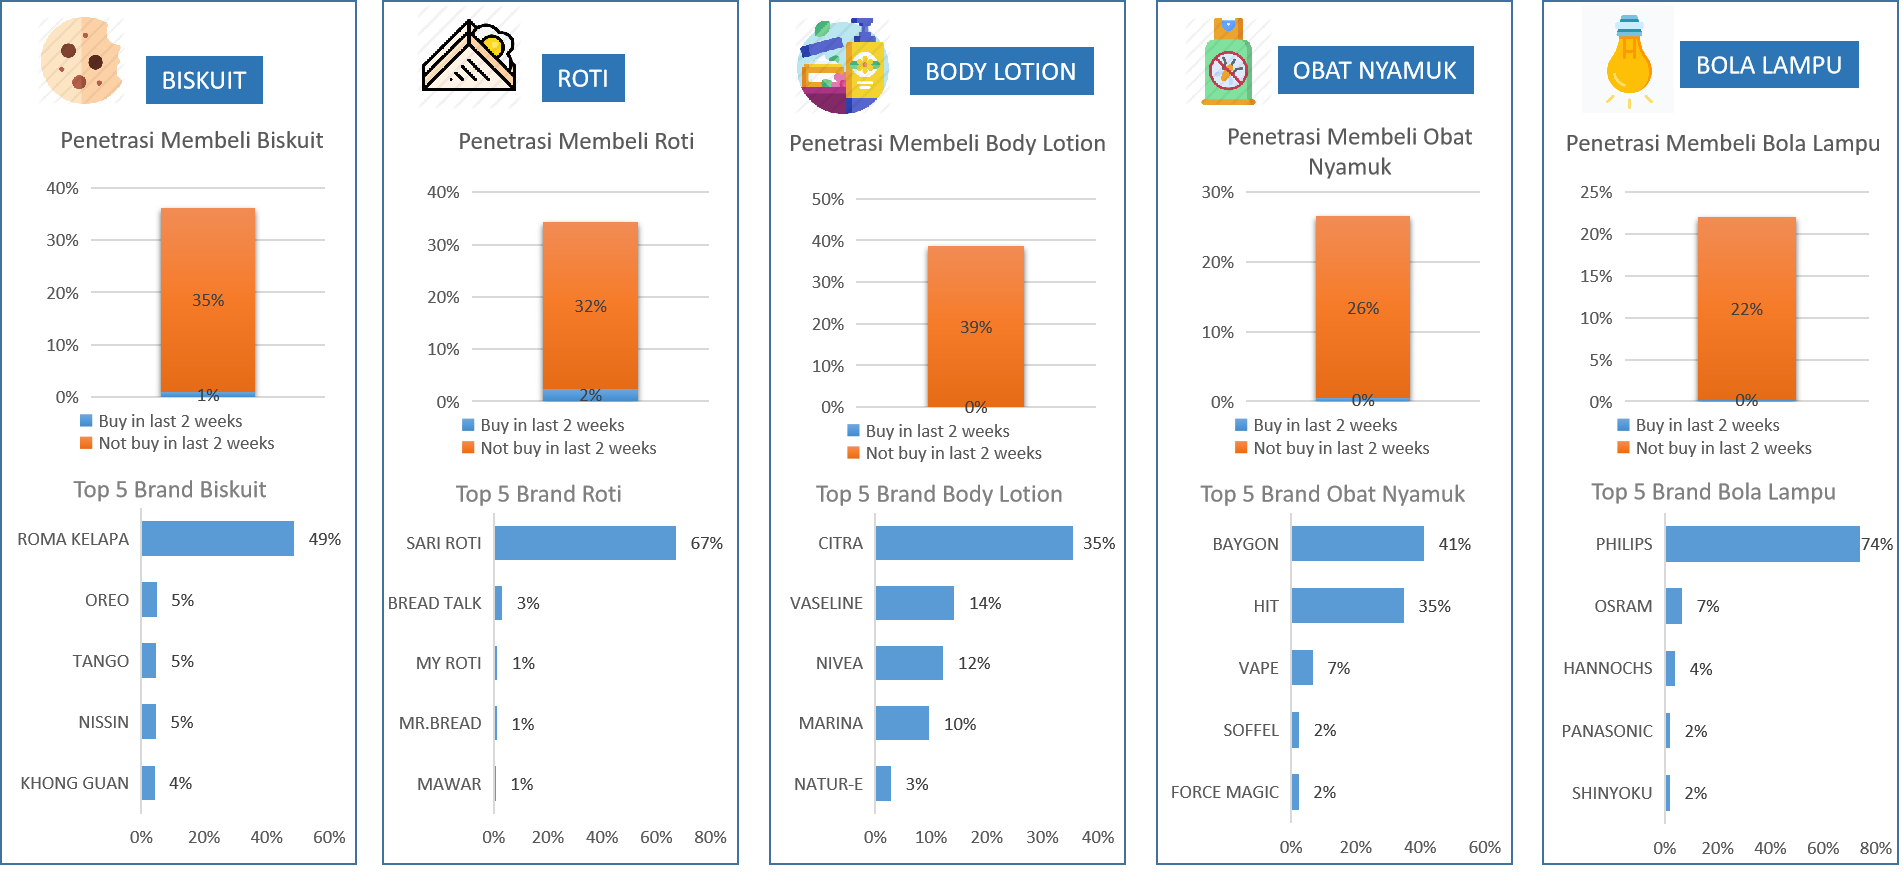 BISKUIT
Penetrasi Membeli Biskuit
40%
30%
20%
10%
0%
35%
1%
Buy in last 2 weeks
Not buy in last 2 weeks
Top 5 Brand Biskuit
ROMA KELAPA 49%
OREO 5%
TANGO 5%
NISSIN 5%
KHONG GUAN 4%
0% 20% 40% 60%
ROTI
Penetrasi Membeli Roti
40%
30%
20%
10%
0%
32%
2%
Buy in last 2 weeks
Not buy in last 2 weeks
Top 5 Brand Roti
SARI ROTI 67%
BREAD TALK 3%
MY ROTI 1%
MR.BREAD 1%
MAWAR 1%
0% 20% 40% 60% 80%
BODY LOTION
Penetrasi Membeli Body Lotion
50%
40%
30%
20%
10%
0%
39%
0%
Buy in last 2 weeks
Not buy in last 2 weeks
Top 5 Brand Body Lotion
CITRA 35%
VASELINE 14%
NIVEA 12%
MARINA 10%
NATUR-E 3%
0% 10% 20% 30% 40%
OBAT NYAMUK
Penetrasi Membeli Obat
Nyamuk
30%
20%
10%
0%
26%
0%
Buy in last 2 weeks
Not buy in last 2 weeks
Top 5 Brand Obat Nyamuk
BAYGON 41%
HIT 35%
VAPE 7%
SOFFEL 2%
FORCE MAGIC 2%
0% 20% 40% 60%
BOLA LAMPU
Penetrasi Membeli Bola Lampu
25%
20%
15%
10%
5%
0%
22%
0%
Buy in last 2 weeks
Not buy in last 2 weeks
Top 5 Brand Bola Lampu
PHILIPS 74%
OSRAM 7%
HANNOCHS 4%
PANASONIC 2%
SHINYOKU 2%
0% 20% 40% 60% 80%